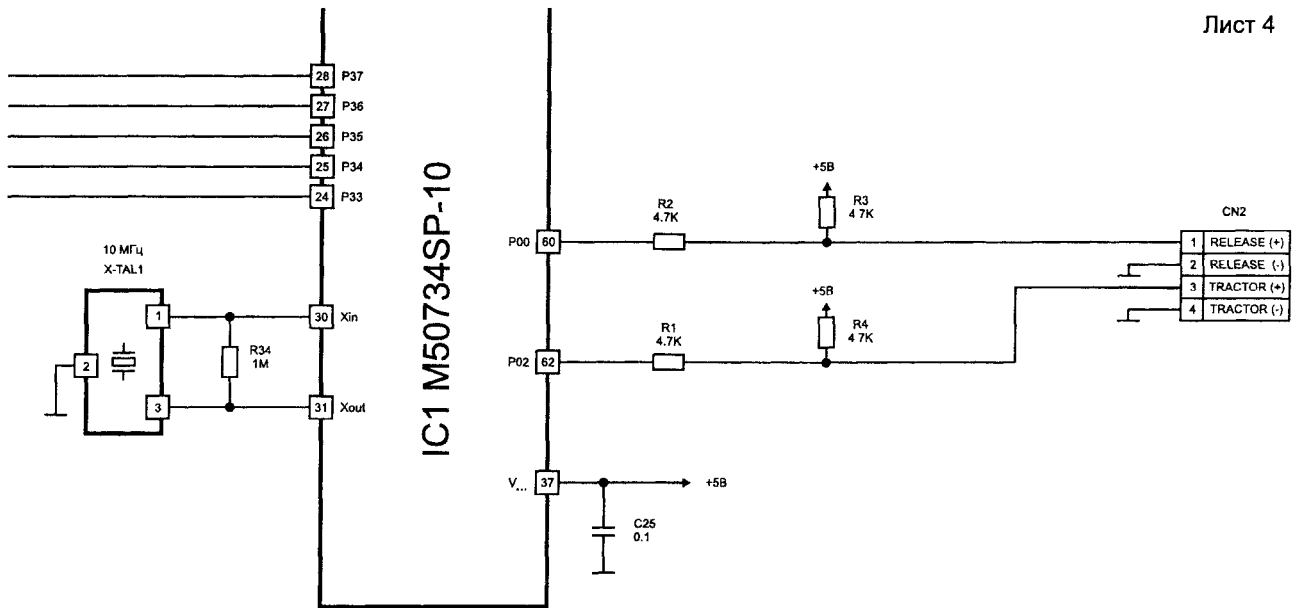 Лист 4
28 P37
27 P36
26 P35
25 P34
24 P33
10 МГц
X-TAL1
1
2
3
R34
1M
30 Xin
31 Xout
IC1 M50734SP-10
P00 60
P02 62
V... 37
R2
4.7K
+5В
R3
4 7K
R1
4.7K
+5В
R4
4 7K
+5В
C25
0.1
CN2
1 RELEASE (+)
2 RELEASE (-)
3 TRACTOR (+)
4 TRACTOR (-)